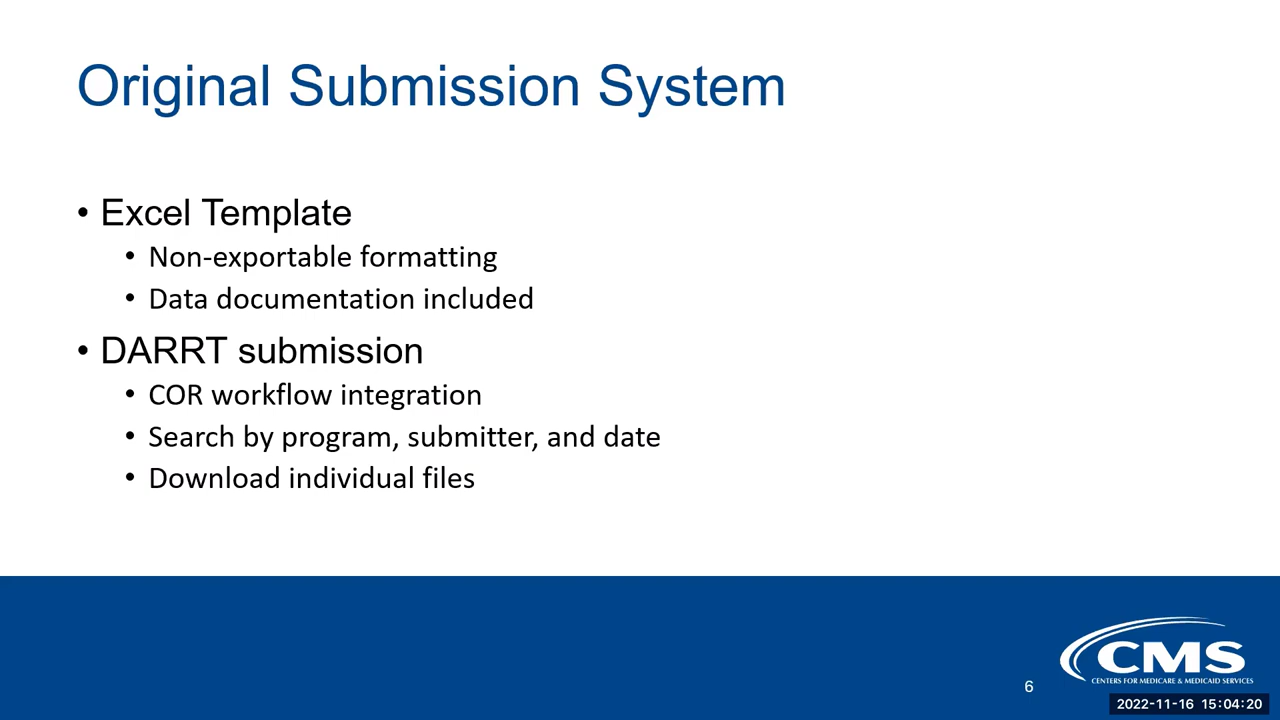 Original Submission System
• Excel Template
• Non-exportable formatting
• Data documentation included
• DARRT submission
• COR workflow integration
• Search by program, submitter, and date
• Download individual files
CMS
CENTERS FOR MEDICARE & MEDICAID SERVICES
6
2022-11-16 15:04:20